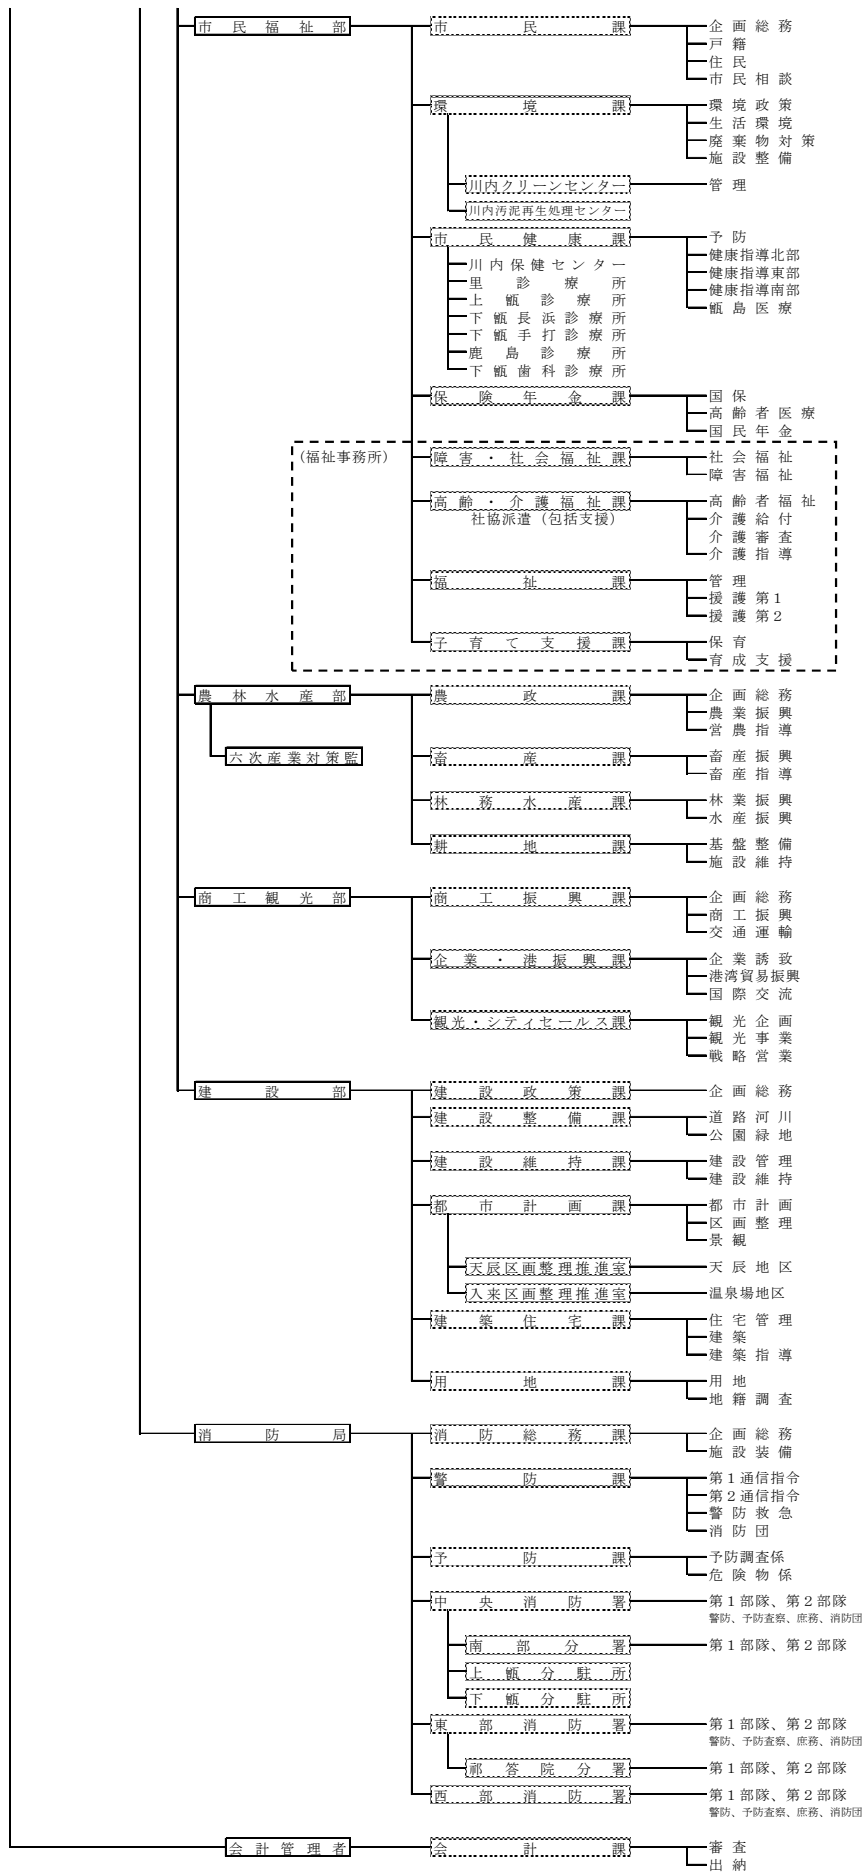 市民福祉部 市民課 企画総務
戸籍
住民
市民相談
環境課 環境政策
生活環境
廃棄物対策
施設整備
川内クリーンセンター 管理
川内汚泥再生処理センター
市民健康課 予防
健康指導北部
川内保健センター
健康指導東部
里診療所
健康指導南部
上甑診療所
甑島医療
下甑長浜診療所
下甑手打診療所
鹿島診療所
下甑歯科診療所
保険年金課 国保
高齢者医療
国民年金
(福祉事務所) 障害・社会福祉課 社会福祉
障害福祉
高齢・介護福祉課 高齢者福祉
社協派遣(包括支援) 介護給付
介護審査
介護指導
福祉課 管理
援護第1
援護第2
子育て支援課 保育
育成支援
農林水産部 農政課 企画総務
農業振興
営農指導
六次産業対策監 畜産課 畜産振興
畜産指導
林務水産課 林業振興
水産振興
耕地課 基盤整備
施設維持
商工観光部 商工振興課 企画総務
商工振興
交通運輸
企業・港振興課 企業誘致
港湾貿易振興
国際交流
観光・シティセールス課 観光企画
観光事業
戦略営業
建設部 建設政策課 企画総務
建設整備課 道路河川
公園緑地
建設維持課 建設管理
建設維持
都市計画課 都市計画
区画整理
景観
天辰区画整理推進室 天辰地区
入来区画整理推進室 温泉場地区
建築住宅課 住宅管理
建築
建築指導
用地課 用地
地籍調査
消防局 消防総務課 企画総務
施設装備
警防課 第1通信指令
第2通信指令
警防救急
消防団
予防課 予防調査係
危険物係
中央消防署 第1部隊、第2部隊
警防、予防査察、庶務、消防団
南部分署 第1部隊、第2部隊
上甑分駐所
下甑分駐所
東部消防署 第1部隊、第2部隊
警防、予防査察、庶務、消防団
祁答院分署 第1部隊、第2部隊
西部消防署 第1部隊、第2部隊
警防、予防査察、庶務、消防団
会計管理者 会計課 審査
出納